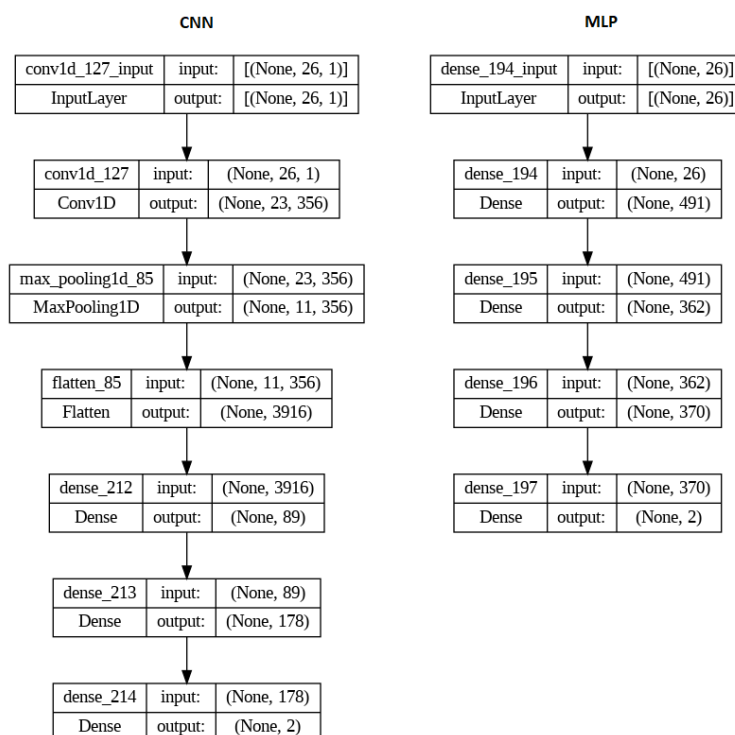 CNN
conv1d_127_input input: [(None, 26, 1)]
InputLayer output: [(None, 26, 1)]
conv1d_127 input: (None, 26, 1)
Conv1D output: (None, 23, 356)
max_pooling1d_85 input: (None, 23, 356)
MaxPooling1D output: (None, 11, 356)
flatten_85 input: (None, 11, 356)
Flatten output: (None, 3916)
dense_212 input: (None, 3916)
Dense output: (None, 89)
dense_213 input: (None, 89)
Dense output: (None, 178)
dense_214 input: (None, 178)
Dense output: (None, 2)
MLP
dense_194_input input: [(None, 26)]
InputLayer output: [(None, 26)]
dense_194 input: (None, 26)
Dense output: (None, 491)
dense_195 input: (None, 491)
Dense output: (None, 362)
dense_196 input: (None, 362)
Dense output: (None, 370)
dense_197 input: (None, 370)
Dense output: (None, 2)